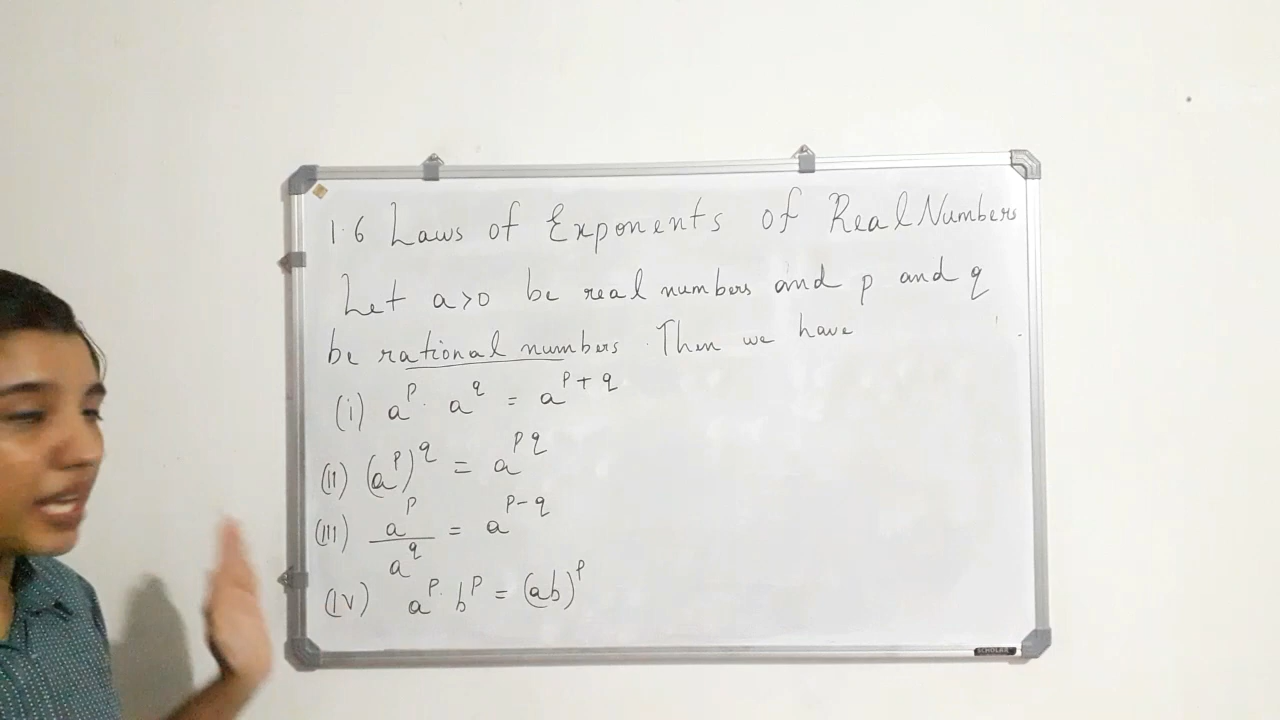 1.6 Laws of Exponents of Real Numbers
Let a>0 be real numbers and p and q
be rational numbers. Then we have
(i) a^p . a^q = a^{p+q}
(II) (a^p)^q = a^{pq}
(III) a^p / a^q = a^{p-q}
(IV) a^p . b^p = (ab)^p
SCHOLAR